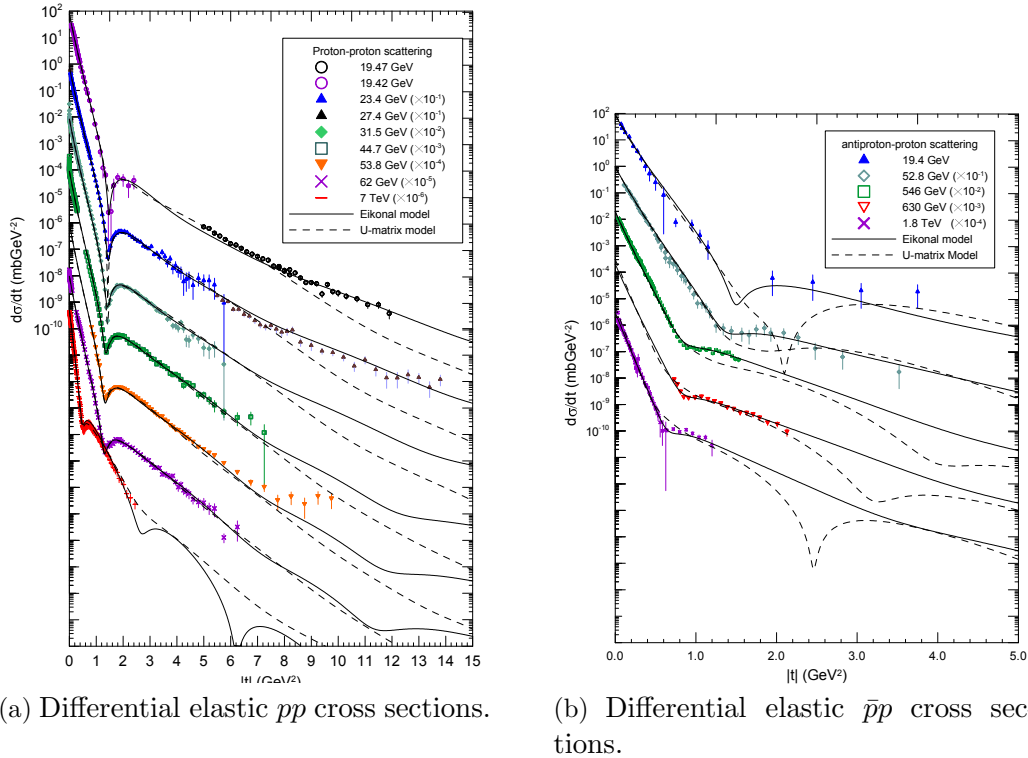 Proton-proton scattering
19.47 GeV
19.42 GeV
23.4 GeV (×10⁻¹)
27.4 GeV (×10⁻¹)
31.5 GeV (×10⁻²)
44.7 GeV (×10⁻³)
53.8 GeV (×10⁻⁴)
62 GeV (×10⁻⁵)
7 TeV (×10⁻⁶)
Eikonal model
U-matrix model
dσ/dt (mbGeV⁻²)
10²
10¹
10⁰
10⁻¹
10⁻²
10⁻³
10⁻⁴
10⁻⁵
10⁻⁶
10⁻⁷
10⁻⁸
10⁻⁹
10⁻¹⁰
0 1 2 3 4 5 6 7 8 9 10 11 12 13 14 15
|t| (GeV²)
(a) Differential elastic pp cross sections.
antiproton-proton scattering
19.4 GeV
52.8 GeV (×10⁻¹)
546 GeV (×10⁻²)
630 GeV (×10⁻³)
1.8 TeV (×10⁻⁴)
Eikonal model
U-matrix Model
dσ/dt (mbGeV⁻²)
10²
10¹
10⁰
10⁻¹
10⁻²
10⁻³
10⁻⁴
10⁻⁵
10⁻⁶
10⁻⁷
10⁻⁸
10⁻⁹
10⁻¹⁰
0.0 1.0 2.0 3.0 4.0 5.0
|t| (GeV²)
(b) Differential elastic p̄p cross sec
tions.